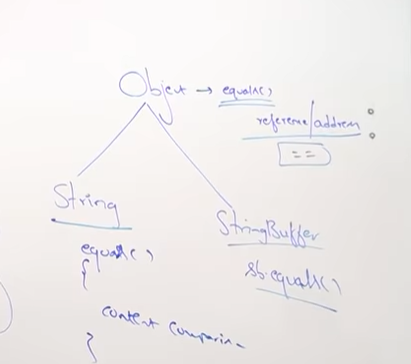 Object → equals()
reference/address
==
String
StringBuffer
equals()
{
sb.equals()
content comparison
}